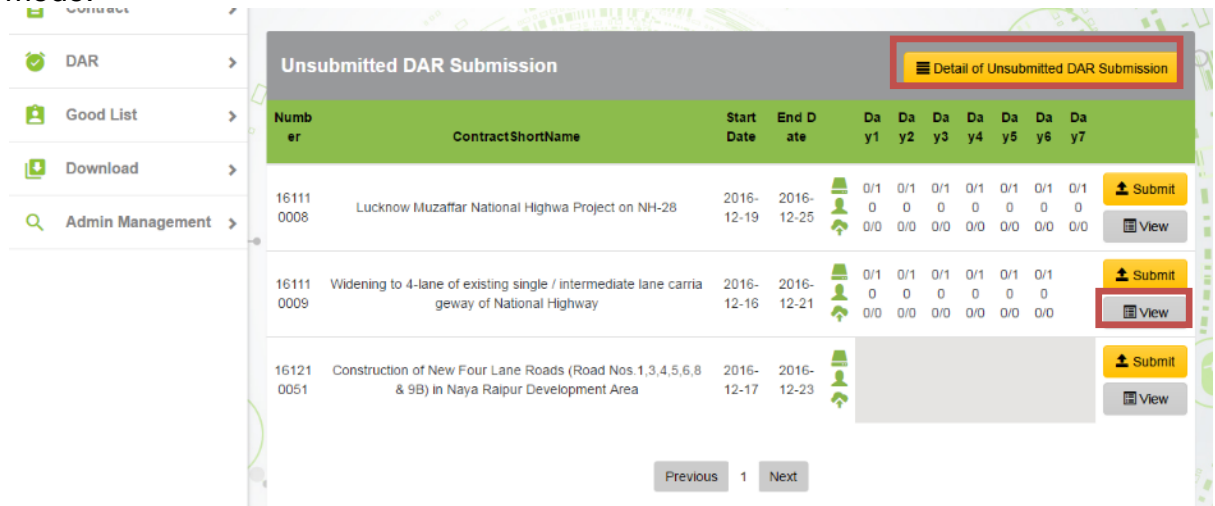 Contract
DAR
Good List
Download
Admin Management
Unsubmitted DAR Submission
Detail of Unsubmitted DAR Submission
Numb
er
ContractShortName
Start
Date
End D
ate
Da
y1
Da
y2
Da
y3
Da
y4
Da
y5
Da
y6
Da
y7
16111
0008
Lucknow Muzaffar National Highwa Project on NH-28
2016-
12-19
2016-
12-25
0/1 0/1 0/1 0/1 0/1 0/1 0/1
0 0 0 0 0 0 0
0/0 0/0 0/0 0/0 0/0 0/0 0/0
Submit
View
16111
0009
Widening to 4-lane of existing single / intermediate lane carria
geway of National Highway
2016-
12-16
2016-
12-21
0/1 0/1 0/1 0/1 0/1 0/1
0 0 0 0 0 0
0/0 0/0 0/0 0/0 0/0 0/0
Submit
View
16121
0051
Construction of New Four Lane Roads (Road Nos.1,3,4,5,6,8
& 9B) in Naya Raipur Development Area
2016-
12-17
2016-
12-23
Submit
View
Previous 1 Next